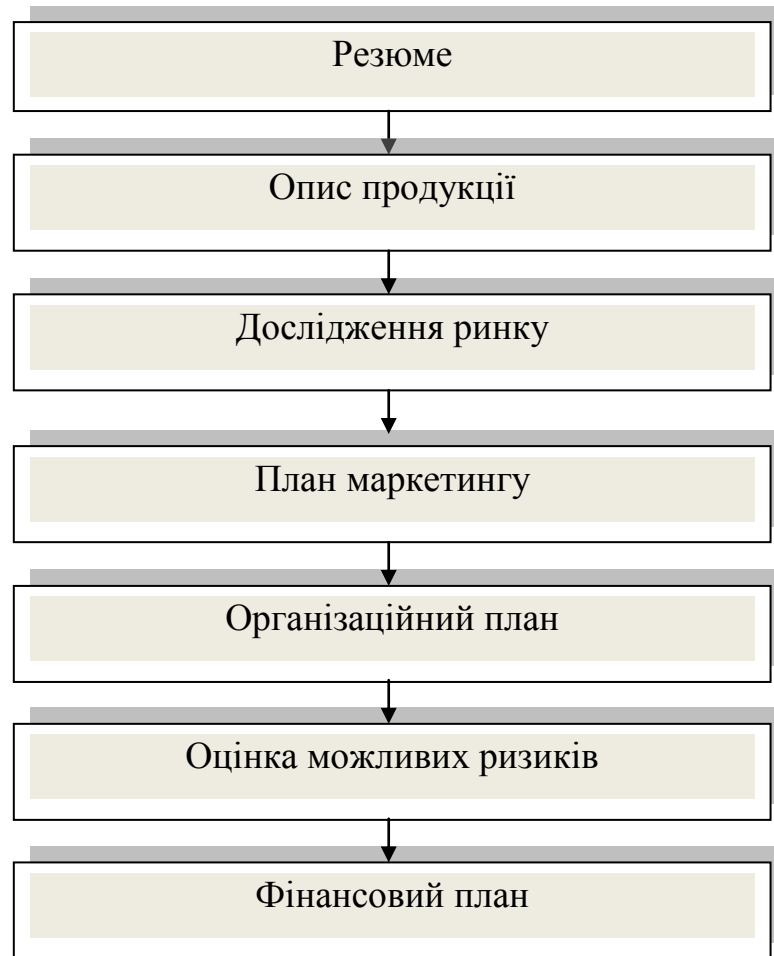 Резюме
Опис продукції
Дослідження ринку
План маркетингу
Організаційний план
Оцінка можливих ризиків
Фінансовий план